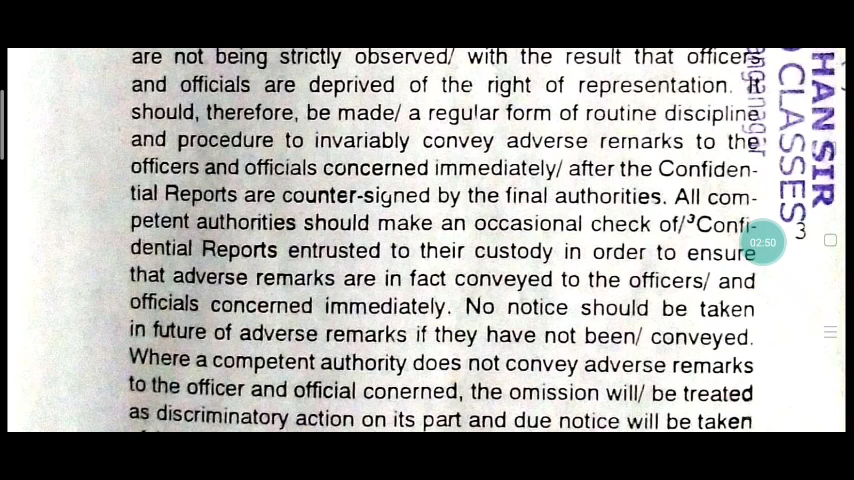 are not being strictly observed/ with the result that officers
and officials are deprived of the right of representation. It
should, therefore, be made/ a regular form of routine discipline
and procedure to invariably convey adverse remarks to the
officers and officials concerned immediately/ after the Confiden-
tial Reports are counter-signed by the final authorities. All com-
petent authorities should make an occasional check of/³Confi-
dential Reports entrusted to their custody in order to ensure
that adverse remarks are in fact conveyed to the officers/ and
officials concerned immediately. No notice should be taken
in future of adverse remarks if they have not been/ conveyed.
Where a competent authority does not convey adverse remarks
to the officer and official conerned, the omission will/ be treated
as discriminatory action on its part and due notice will be taken
HAN SIR
CLASSES
anganagar
3
02:50